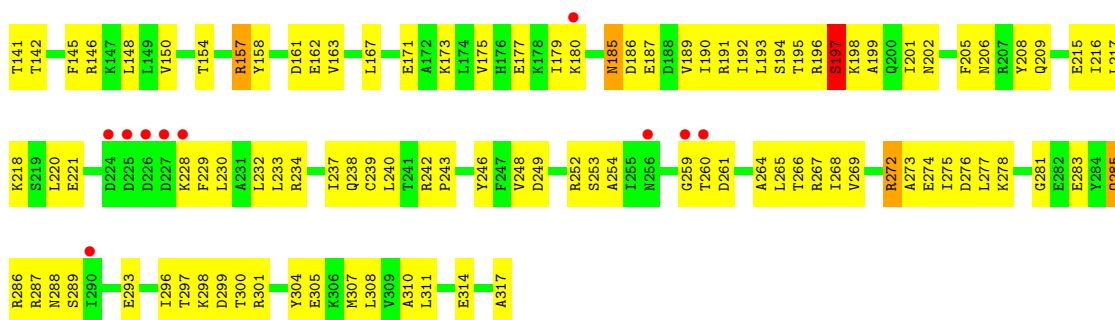 T141 T142 F145 R146 K147 L148 L149 V150 T154 R157 Y158 D161 E162 V163 L167 E171 A172 K173 L174 V175 H176 E177 K178 I179 K180 N185 D186 E187 D188 V189 I190 R191 I192 L193 S194 T195 R196 S197 K198 A199 Q200 I201 N202 F205 N206 R207 Y208 Q209 E215 I216 L217
K218 S219 L220 E221 D224 D225 D226 D227 K228 F229 L230 A231 L232 L233 R234 I237 Q238 C239 L240 T241 R242 P243 Y246 F247 V248 D249 R252 S253 A254 I255 N256 G259 T260 D261 A264 L265 T266 R267 I268 V269 R272 A273 E274 I275 D276 L277 K278 G281 E282 E283 Y284 Q285
R286 R287 N288 S289 I290 E293 I296 T297 K298 D299 T300 R301 Y304 E305 K306 M307 L308 V309 A310 L311 E314 A317